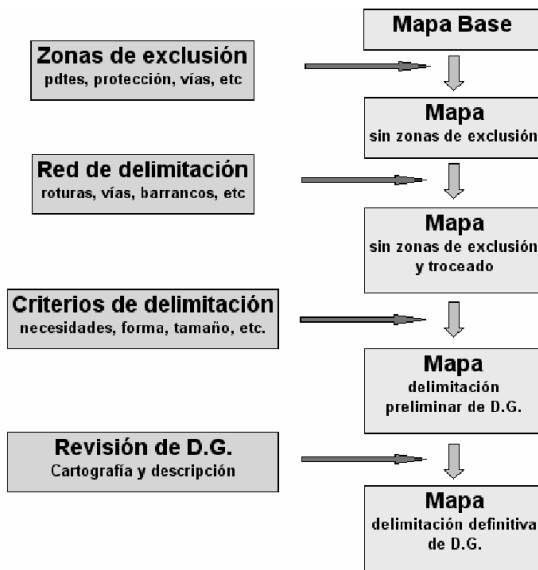 Mapa Base
Zonas de exclusión
pdtes, protección, vías, etc
Mapa
sin zonas de exclusión
Red de delimitación
roturas, vías, barrancos, etc
Mapa
sin zonas de exclusión
y troceado
Criterios de delimitación
necesidades, forma, tamaño, etc.
Mapa
delimitación
preliminar de D.G.
Revisión de D.G.
Cartografía y descripción
Mapa
delimitación definitiva
de D.G.